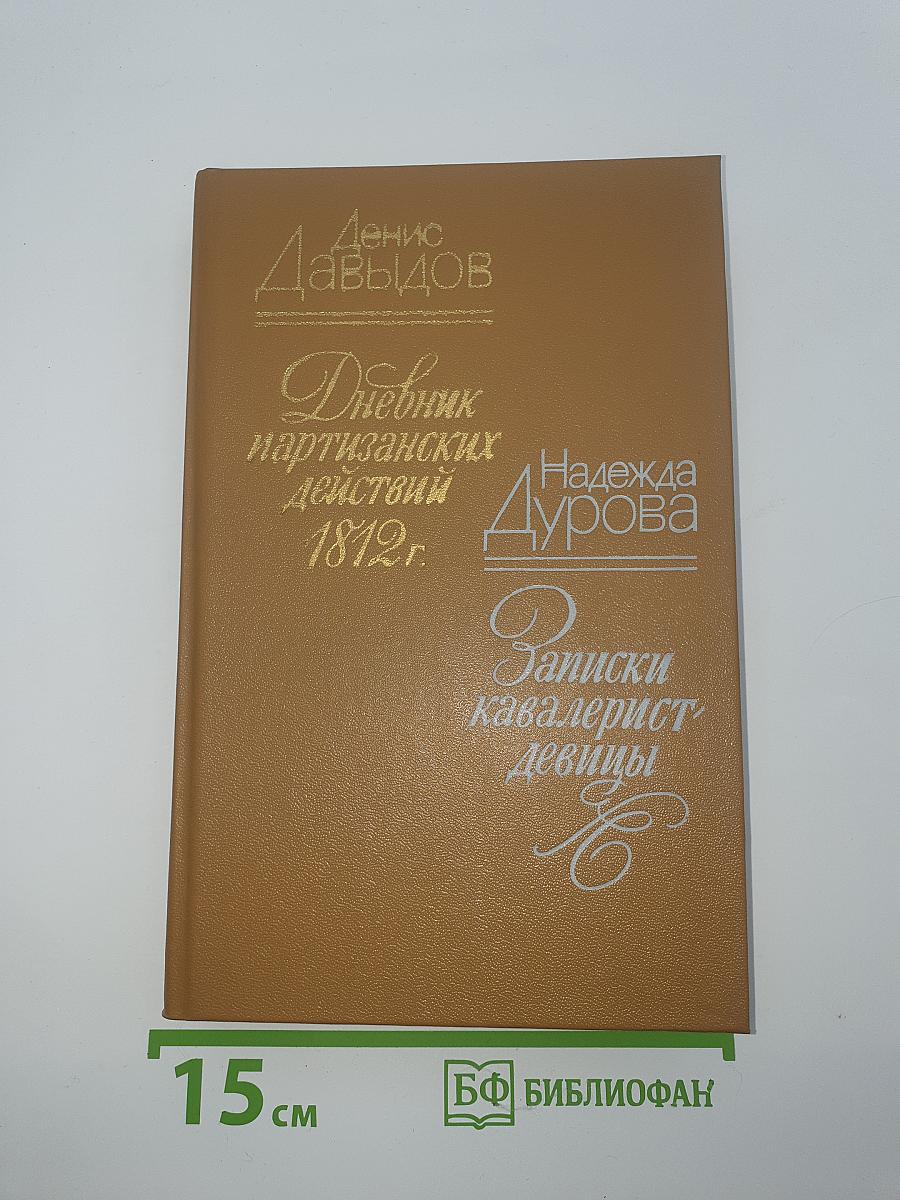 Денис
Давыдов
Дневник
партизанских
действий
1812 г.
Надежда
Дурова
Записки
кавалерист-
девицы
15 см
БФ БИБЛИОФАН